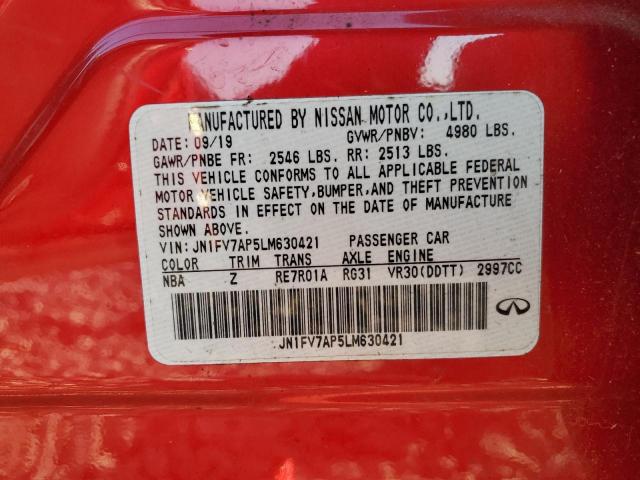 MANUFACTURED BY NISSAN MOTOR CO.,LTD.
DATE: 09/19 GVWR/PNBV: 4980 LBS.
GAWR/PNBE FR: 2546 LBS. RR: 2513 LBS.
THIS VEHICLE CONFORMS TO ALL APPLICABLE FEDERAL
MOTOR VEHICLE SAFETY,BUMPER,AND THEFT PREVENTION
STANDARDS IN EFFECT ON THE DATE OF MANUFACTURE
SHOWN ABOVE.
VIN: JN1FV7AP5LM630421 PASSENGER CAR
COLOR TRIM TRANS AXLE ENGINE
NBA Z RE7R01A RG31 VR30(DDTT) 2997CC
JN1FV7AP5LM630421